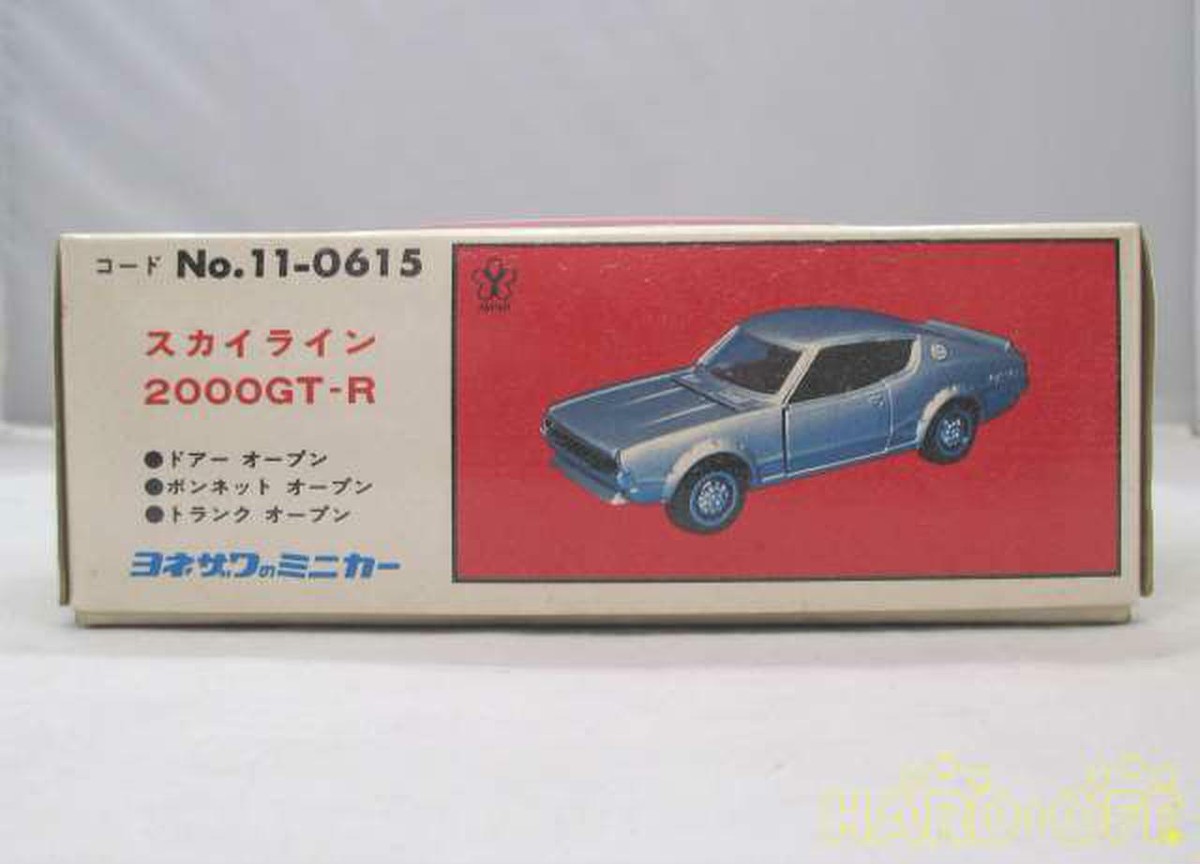 コード No.11-0615
スカイライン
2000GT-R
●ドアー オープン
●ボンネット オープン
●トランク オープン
ヨネザワのミニカー
Y
JAPAN
HARD OFF